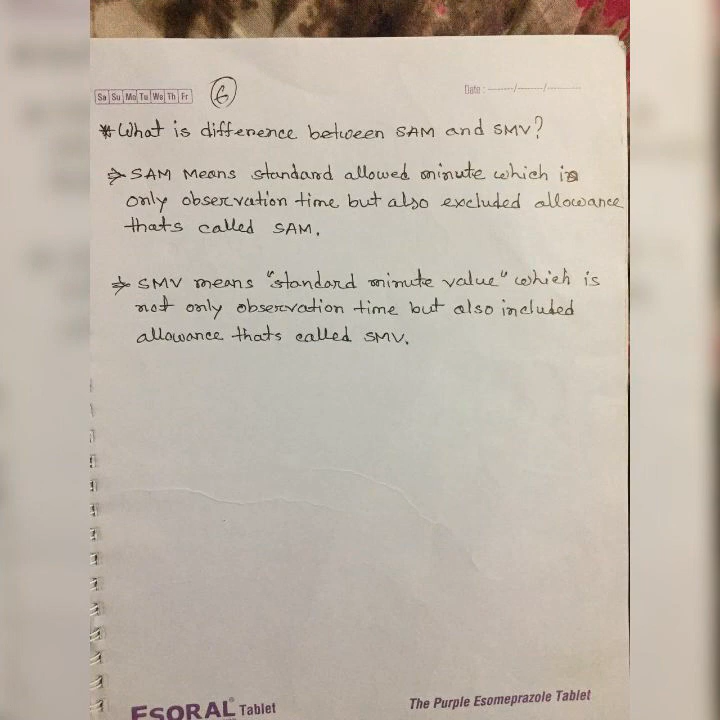 Sa Su Mo Tu We Th Fr
6
Date : --------/--------/-----------
* What is difference between SAM and SMV?
⇒ SAM Means standard allowed minute which is
only observation time but also excluded allowance
thats called SAM.
⇒ SMV means "standard minute value" which is
not only observation time but also included
allowance thats called SMV.
ESORAL® Tablet
The Purple Esomeprazole Tablet